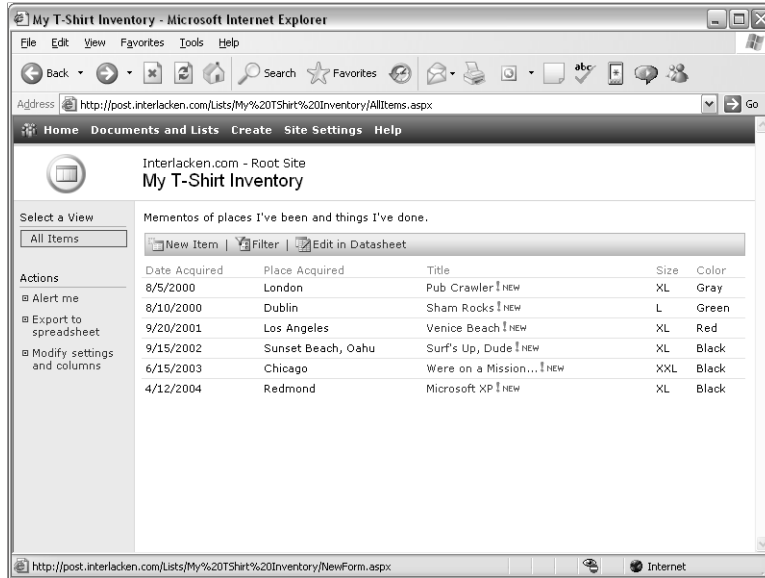 My T-Shirt Inventory - Microsoft Internet Explorer
File Edit View Favorites Tools Help
Back Search Favorites abc
Address http://post.interlacken.com/Lists/My%20TShirt%20Inventory/AllItems.aspx Go
Home Documents and Lists Create Site Settings Help
Interlacken.com - Root Site
My T-Shirt Inventory
Select a View
All Items
Actions
Alert me
Export to
spreadsheet
Modify settings
and columns
Mementos of places I've been and things I've done.
New Item | Filter | Edit in Datasheet
Date Acquired Place Acquired Title Size Color
8/5/2000 London Pub Crawler ! NEW XL Gray
8/10/2000 Dublin Sham Rocks ! NEW L Green
9/20/2001 Los Angeles Venice Beach ! NEW XL Red
9/15/2002 Sunset Beach, Oahu Surf's Up, Dude ! NEW XL Black
6/15/2003 Chicago Were on a Mission... ! NEW XXL Black
4/12/2004 Redmond Microsoft XP ! NEW XL Black
http://post.interlacken.com/Lists/My%20TShirt%20Inventory/NewForm.aspx Internet